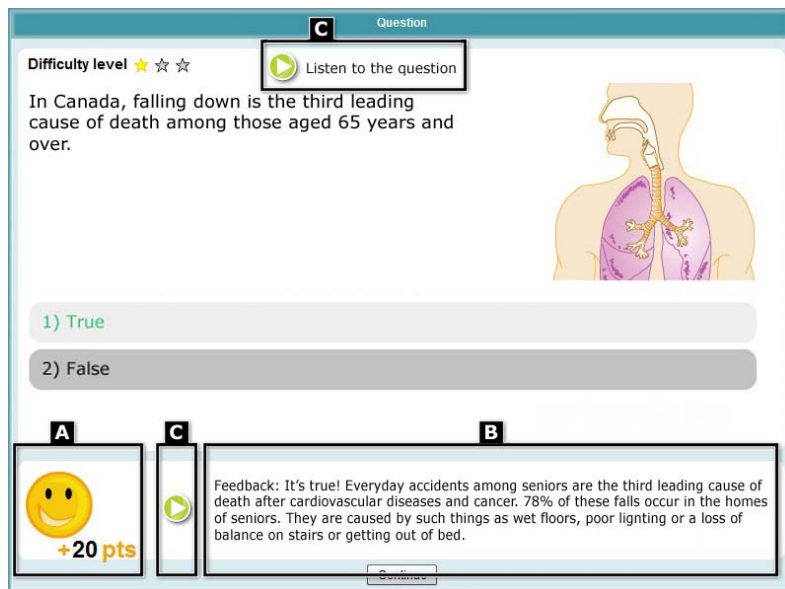 Question
C
Difficulty level
Listen to the question
In Canada, falling down is the third leading
cause of death among those aged 65 years and
over.
1) True
2) False
A
C
B
+20 pts
Feedback: It's true! Everyday accidents among seniors are the third leading cause of
death after cardiovascular diseases and cancer. 78% of these falls occur in the homes
of seniors. They are caused by such things as wet floors, poor lignting or a loss of
balance on stairs or getting out of bed.
Continue